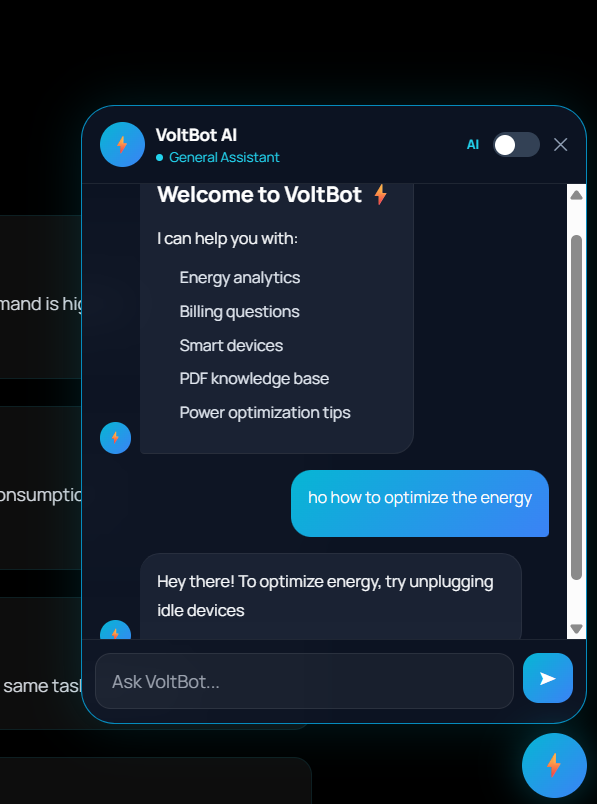 VoltBot AI
General Assistant
AI
Welcome to VoltBot
I can help you with:
Energy analytics
Billing questions
Smart devices
PDF knowledge base
Power optimization tips
ho how to optimize the energy
Hey there! To optimize energy, try unplugging
idle devices
Ask VoltBot...
mand is hig
onsumptio
same tas